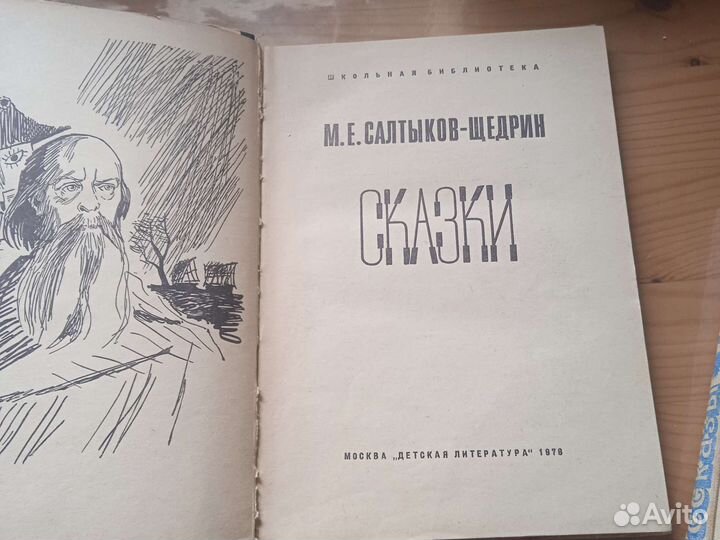 ШКОЛЬНАЯ БИБЛИОТЕКА
М.Е.САЛТЫКОВ-ЩЕДРИН
СКАЗКИ
МОСКВА „ДЕТСКАЯ ЛИТЕРАТУРА" 1978
Avito